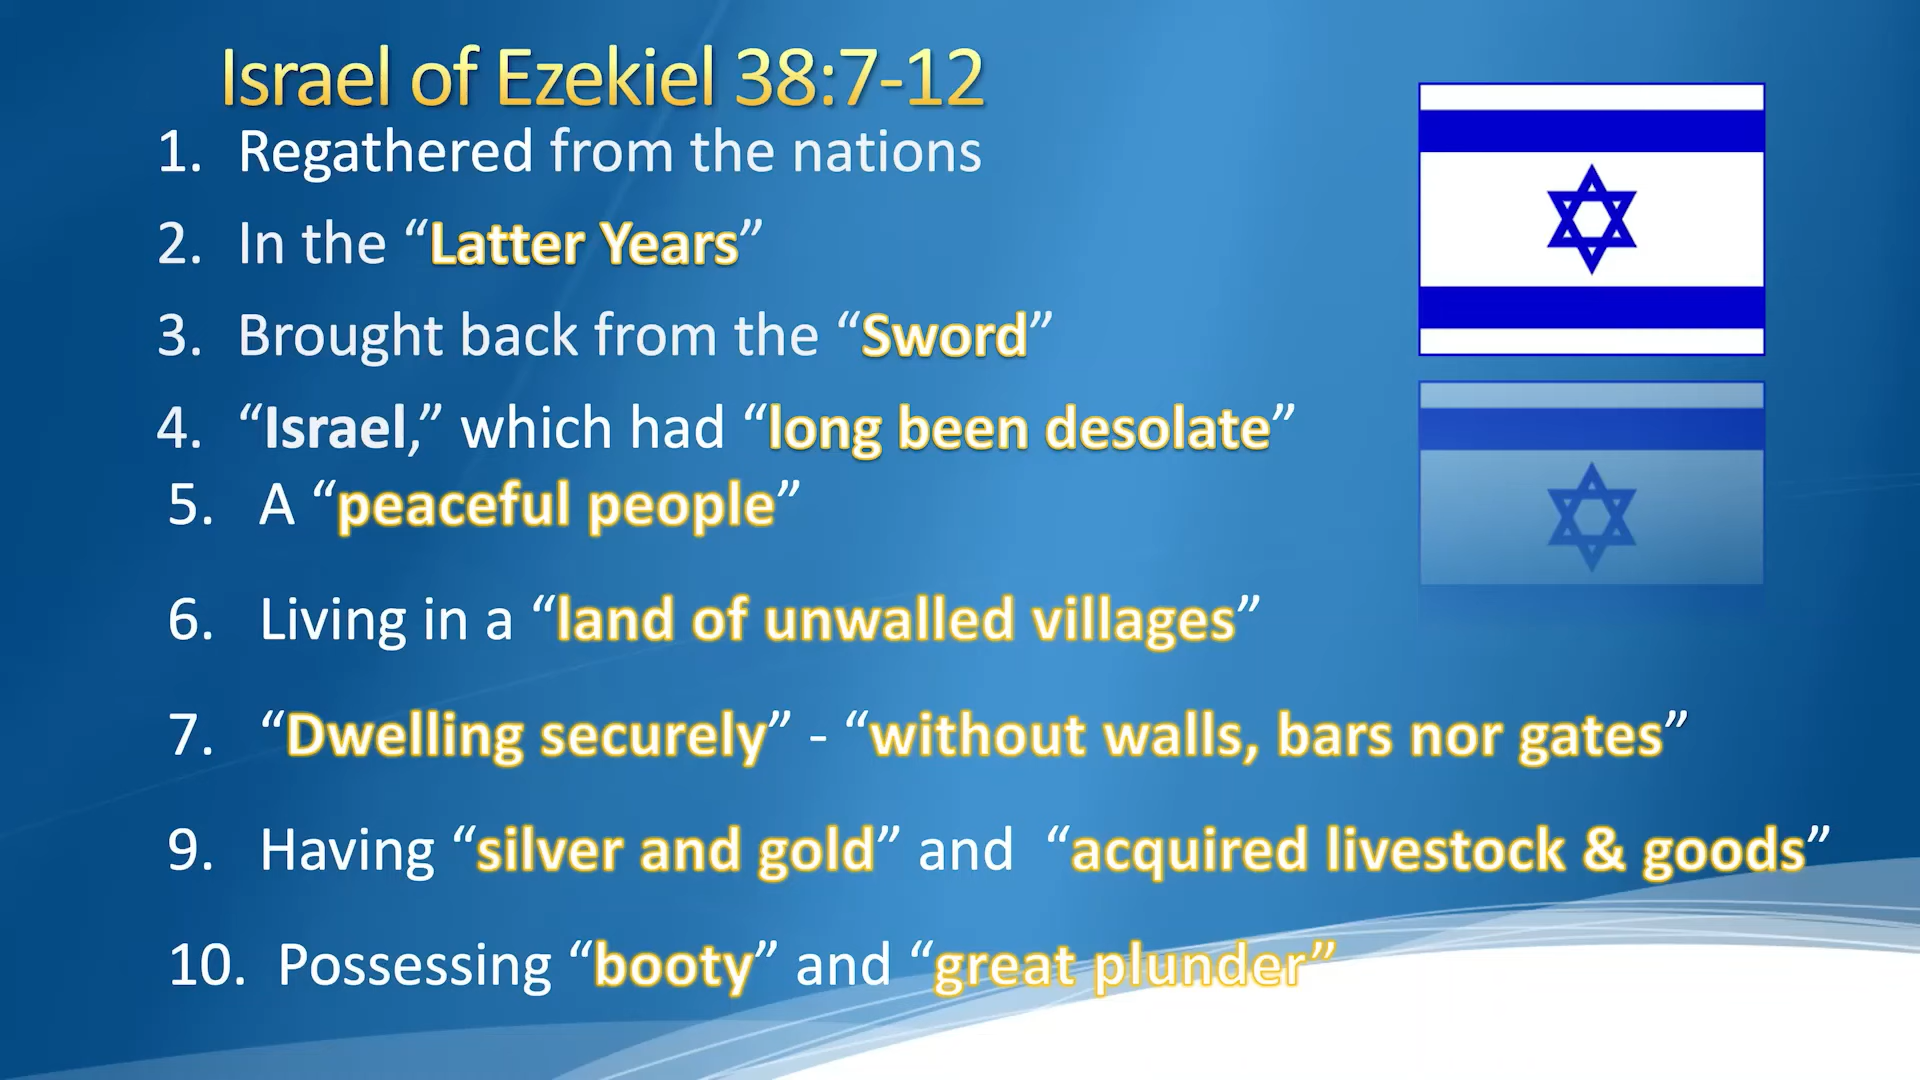 Israel of Ezekiel 38:7-12
1. Regathered from the nations
2. In the “Latter Years”
3. Brought back from the “Sword”
4. “Israel,” which had “long been desolate”
5. A “peaceful people”
6. Living in a “land of unwalled villages”
7. “Dwelling securely” - “without walls, bars nor gates”
9. Having “silver and gold” and “acquired livestock & goods”
10. Possessing “booty” and “great plunder”